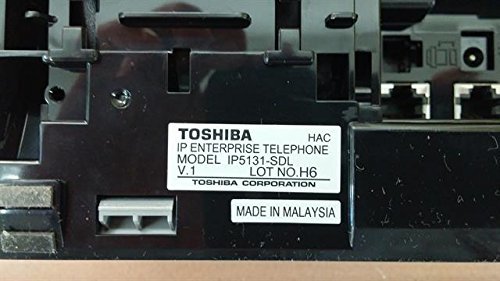 TOSHIBA HAC
IP ENTERPRISE TELEPHONE
MODEL IP5131-SDL
V.1 LOT NO.H6
TOSHIBA CORPORATION
MADE IN MALAYSIA